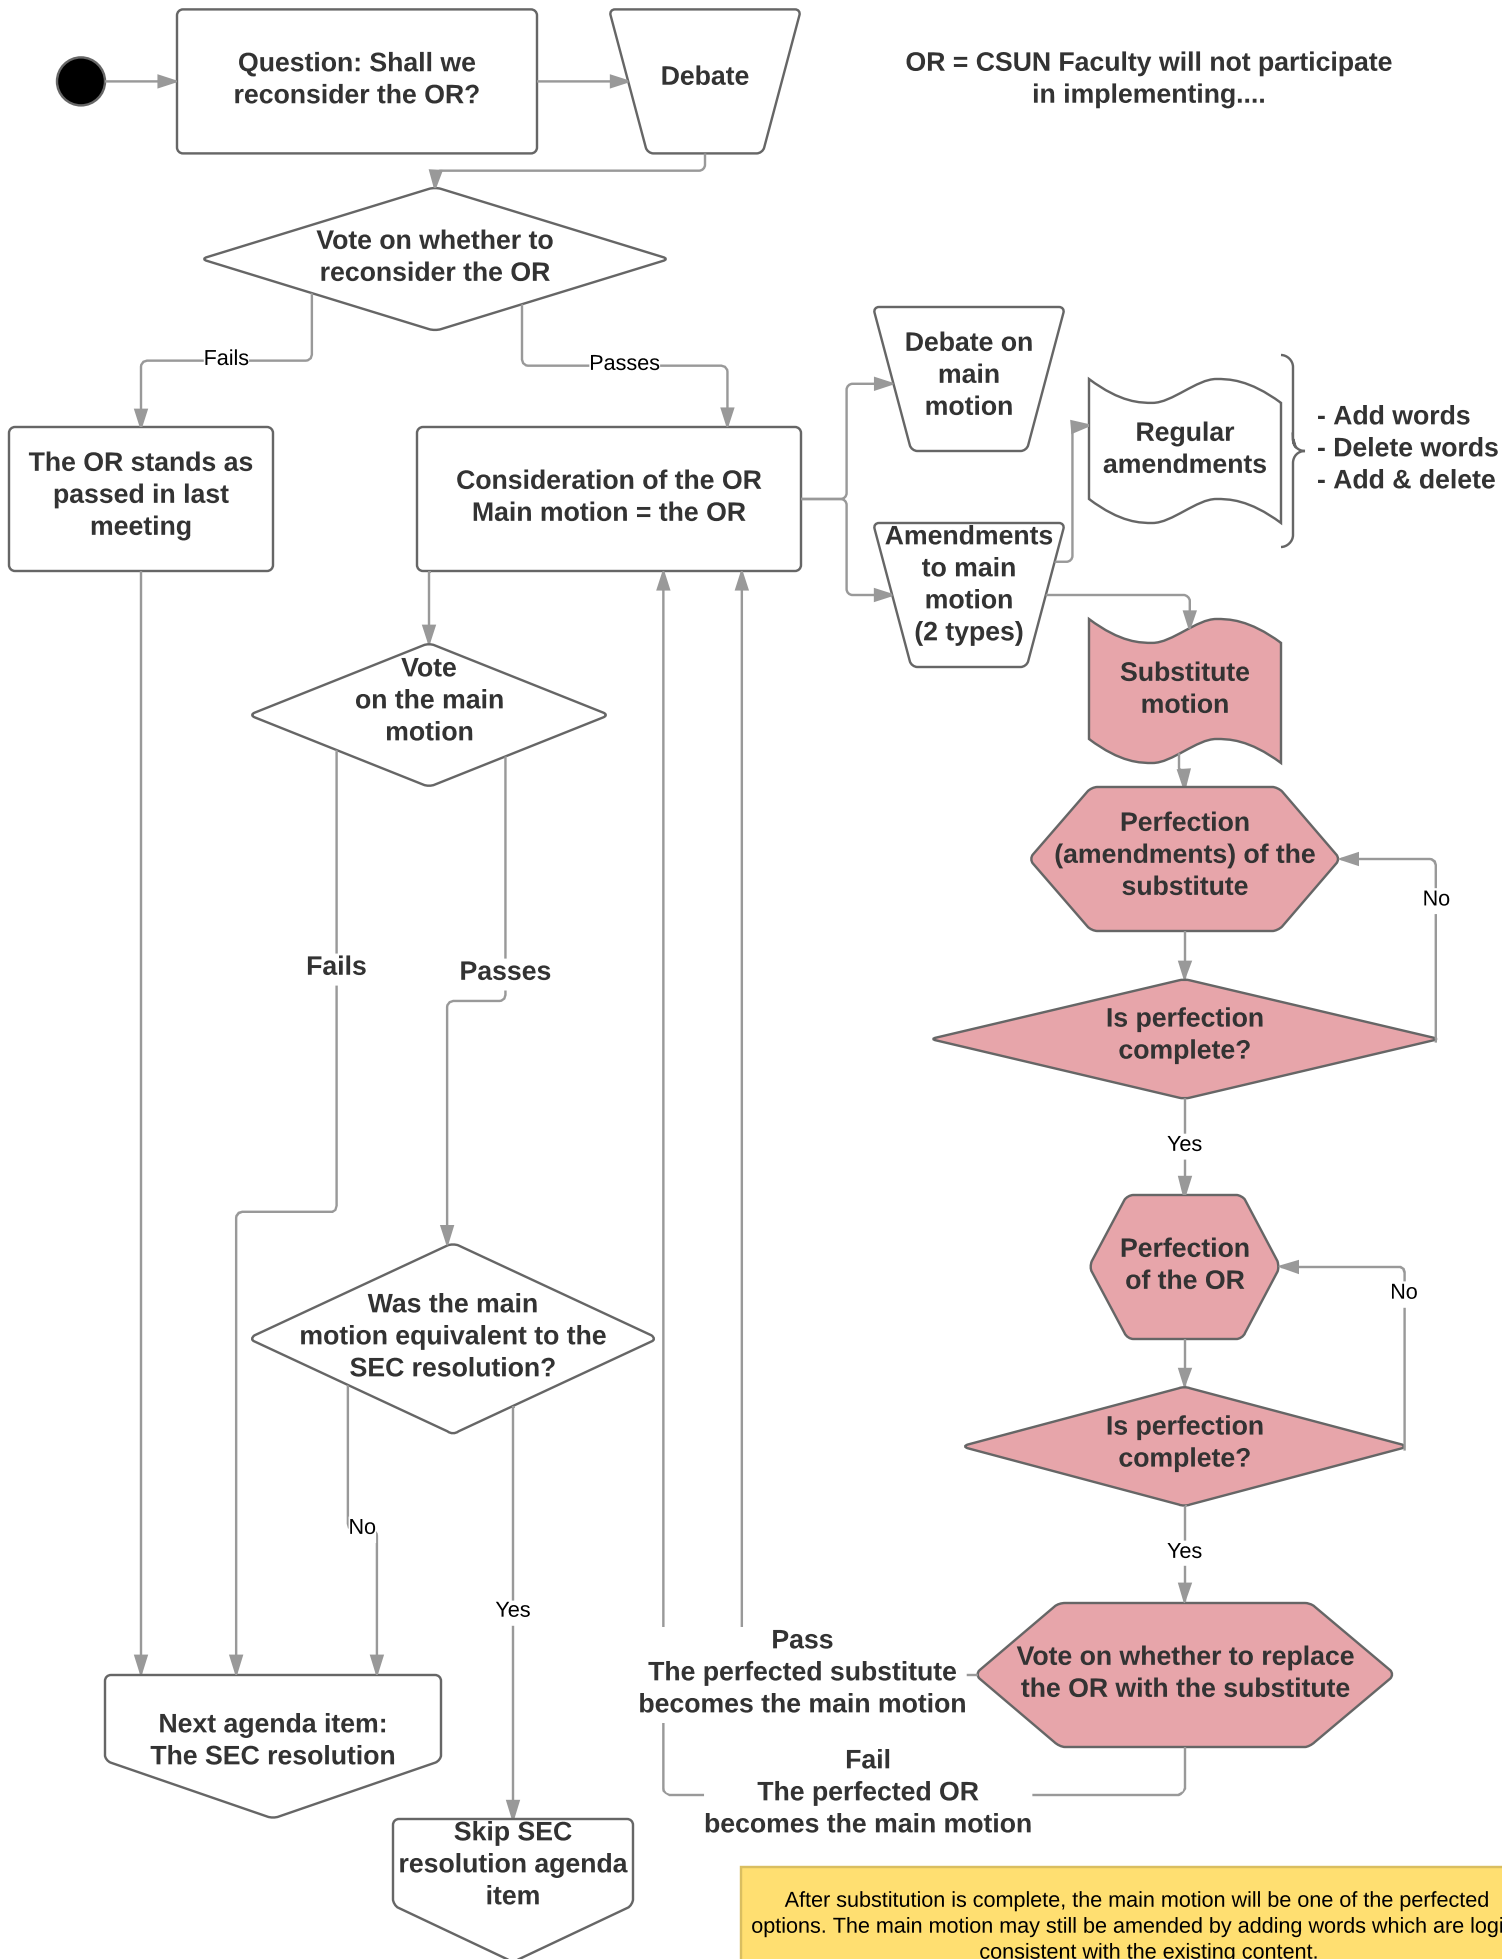 Question: Shall we
reconsider the OR?
Debate
OR = CSUN Faculty will not participate
in implementing....
Vote on whether to
reconsider the OR
Fails
Passes
Debate on
main
motion
Regular
amendments
- Add words
- Delete words
- Add & delete
The OR stands as
passed in last
meeting
Consideration of the OR
Main motion = the OR
Amendments
to main
motion
(2 types)
Vote
on the main
motion
Substitute
motion
Perfection
(amendments) of the
substitute
No
Fails
Passes
Is perfection
complete?
Yes
Perfection
of the OR
No
Was the main
motion equivalent to the
SEC resolution?
Is perfection
complete?
No
Yes
Yes
Pass
The perfected substitute
becomes the main motion
Vote on whether to replace
the OR with the substitute
Next agenda item:
The SEC resolution
Fail
The perfected OR
becomes the main motion
Skip SEC
resolution agenda
item
After substitution is complete, the main motion will be one of the perfected
options. The main motion may still be amended by adding words which are logi
consistent with the existing content.